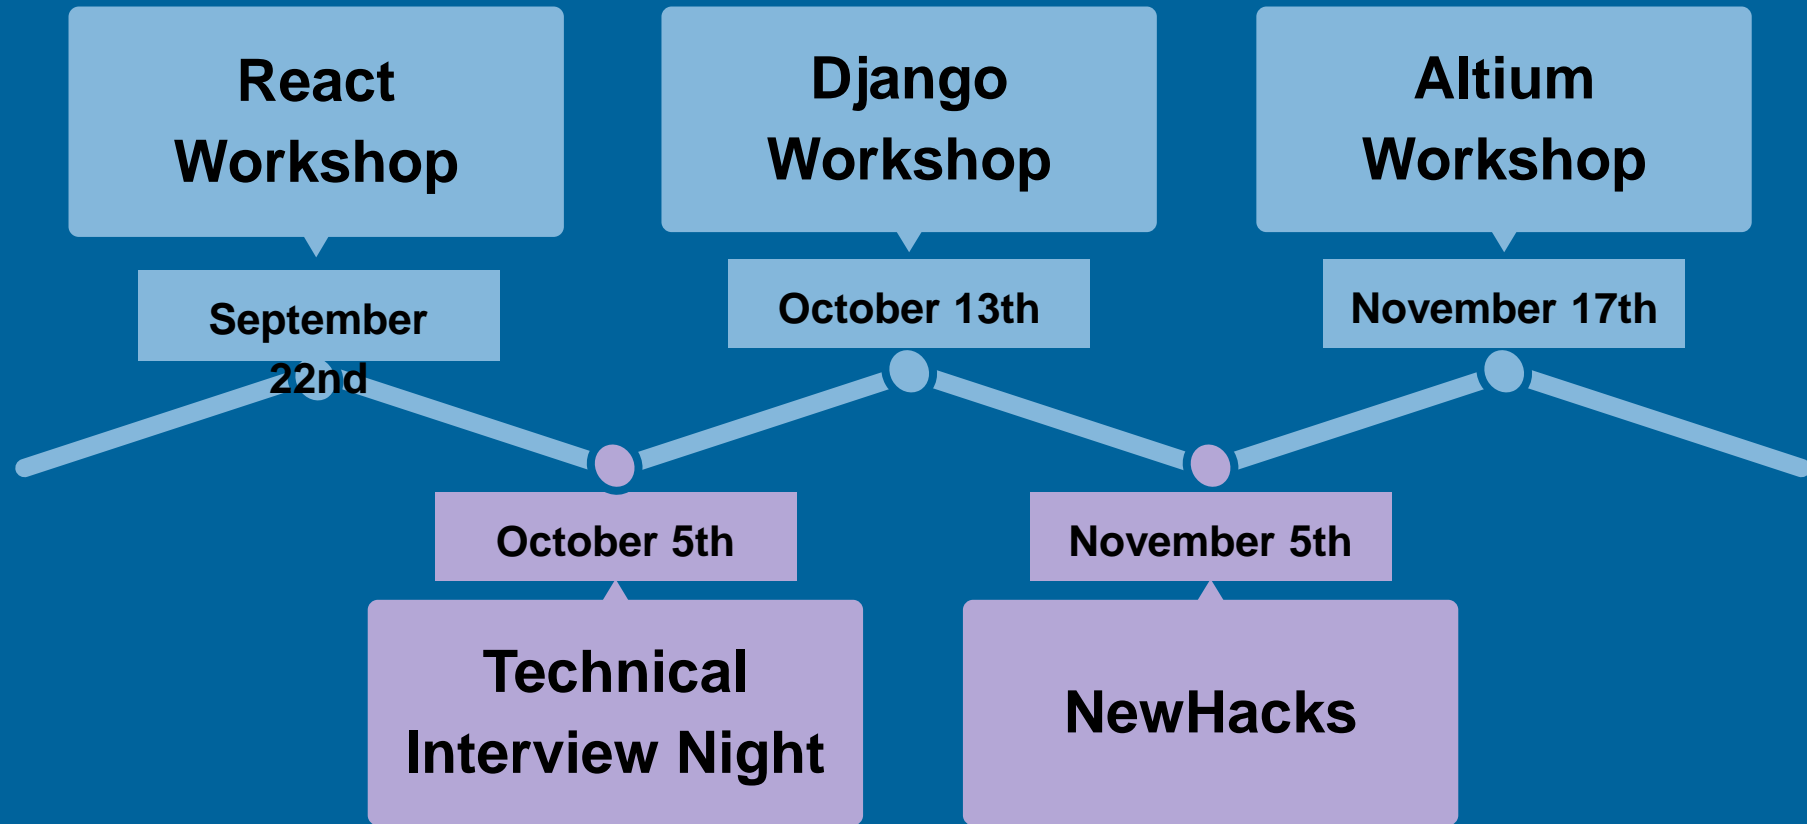 React
Workshop
September
22nd
Technical
Interview Night
October 5th
Django
Workshop
October 13th
NewHacks
November 5th
Altium
Workshop
November 17th